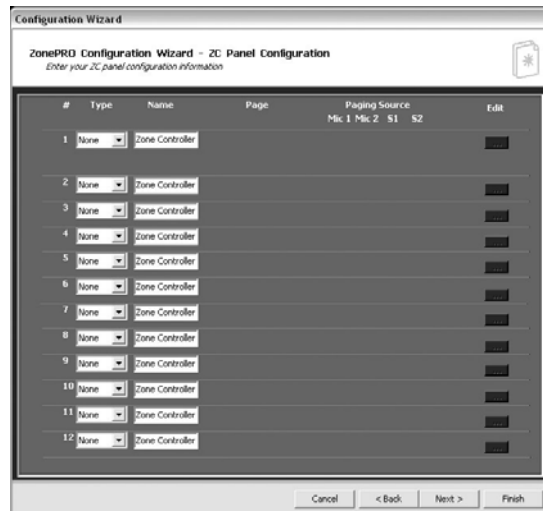 Configuration Wizard
ZonePRO Configuration Wizard - ZC Panel Configuration
Enter your ZC panel configuration information
# Type Name Page Paging Source Edit
Mic 1 Mic 2 S1 S2
1 None Zone Controller ...
2 None Zone Controller ...
3 None Zone Controller ...
4 None Zone Controller ...
5 None Zone Controller ...
6 None Zone Controller ...
7 None Zone Controller ...
8 None Zone Controller ...
9 None Zone Controller ...
10 None Zone Controller ...
11 None Zone Controller ...
12 None Zone Controller ...
Cancel < Back Next > Finish